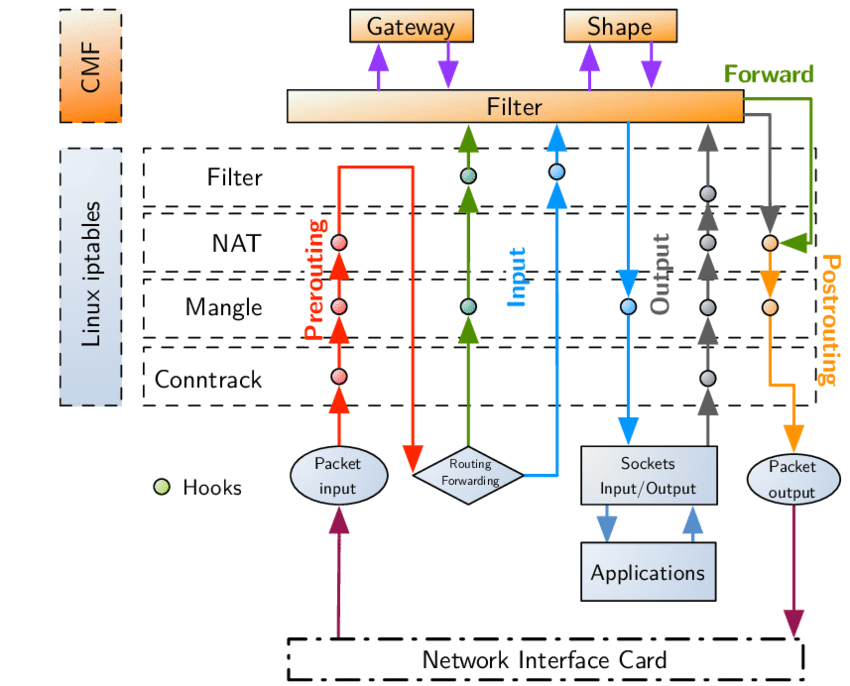 Gateway
Shape
CMF
Forward
Filter
Linux iptables
Filter
NAT
Prerouting
Input
Output
Postrouting
Mangle
Conntrack
Packet
input
Routing
Forwarding
Sockets
Input/Output
Packet
output
Hooks
Applications
Network Interface Card